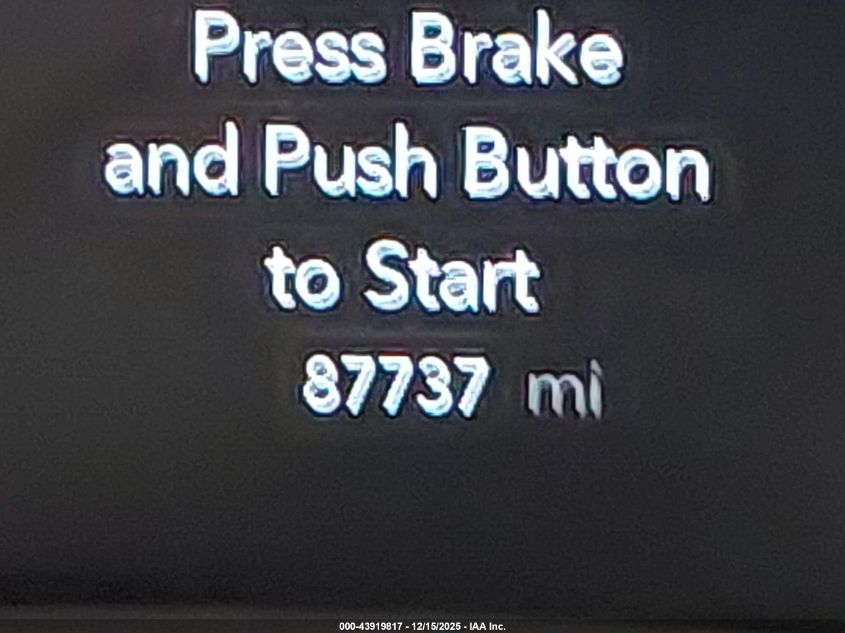 Press Brake
and Push Button
to Start
87737 mi
000-43919817 - 12/15/2025 - IAA Inc.